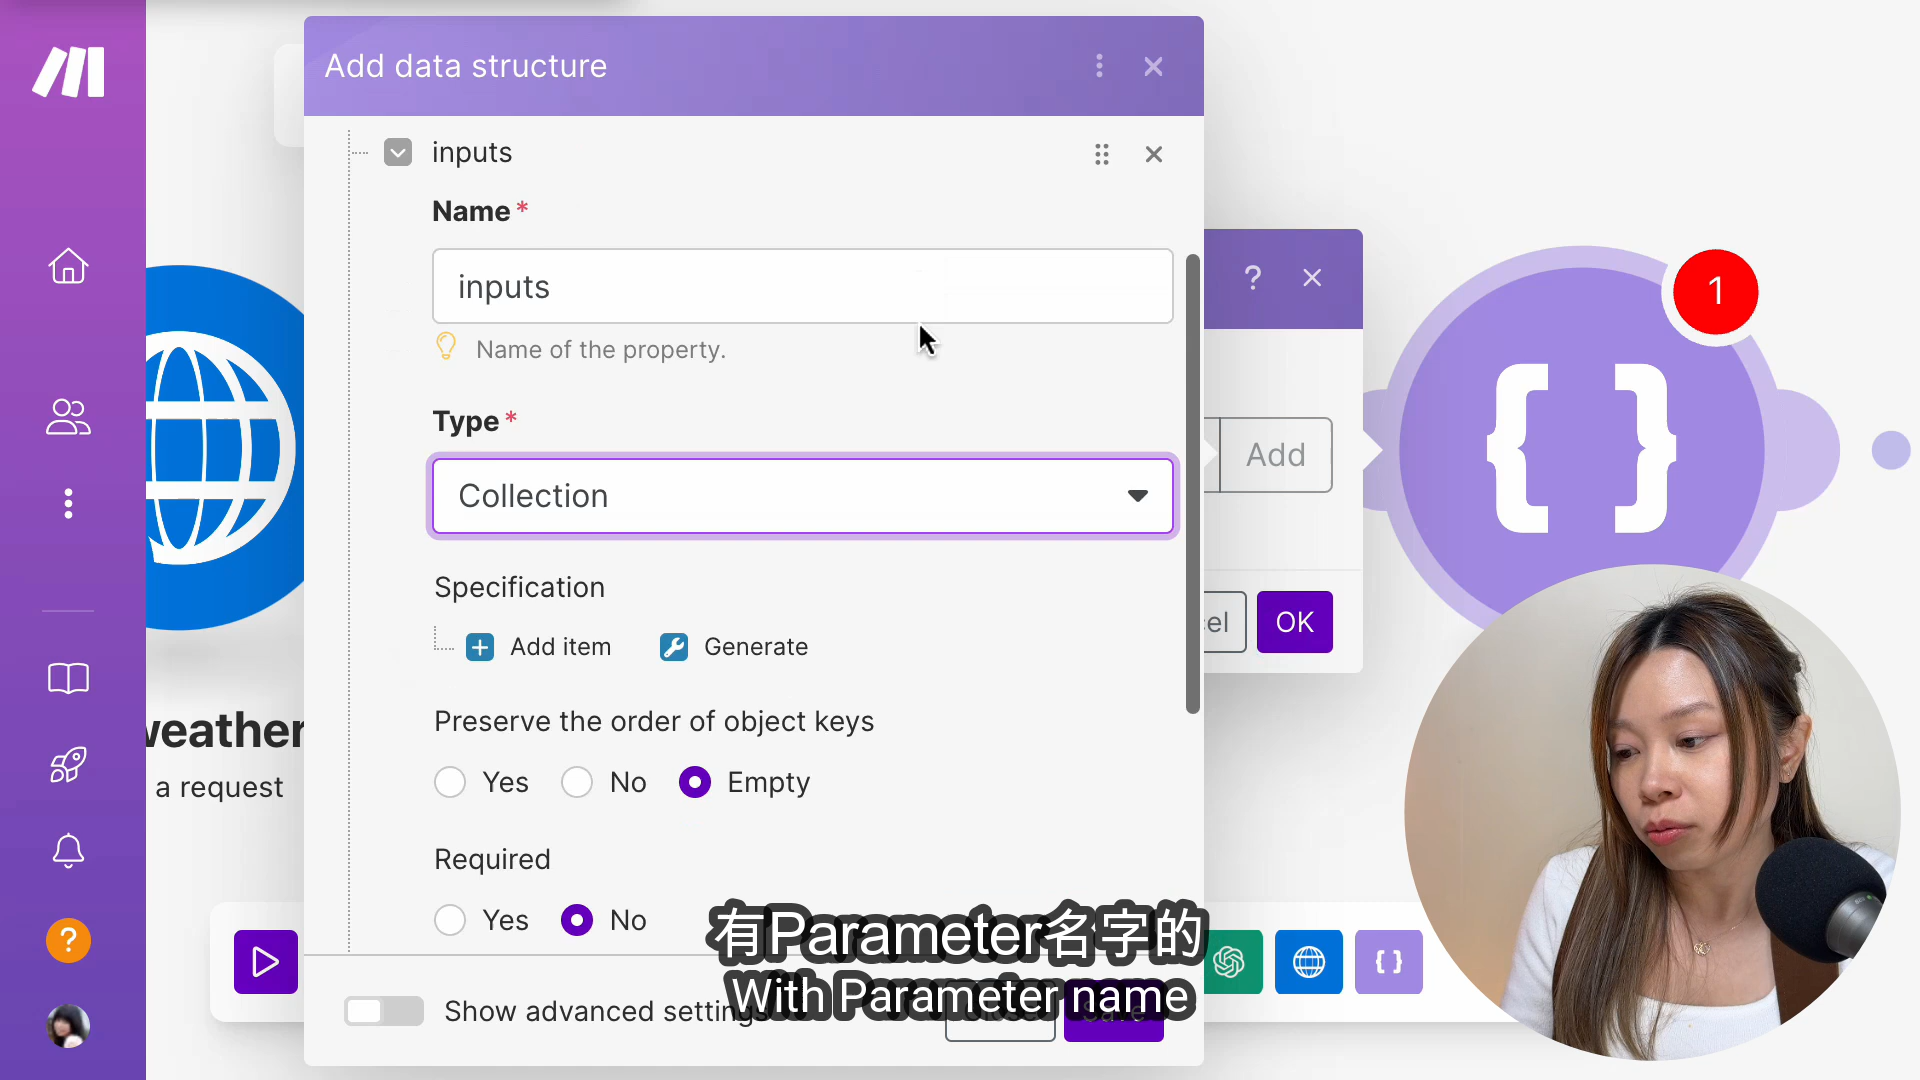 Add data structure
inputs
Name *
inputs
Name of the property.
Type *
Collection
Specification
Add item
Generate
Preserve the order of object keys
Yes
No
Empty
Required
Yes
No
Show advanced settings
?
Add
OK
1
weather
a request
?
有Parameter名字的
With Parameter name